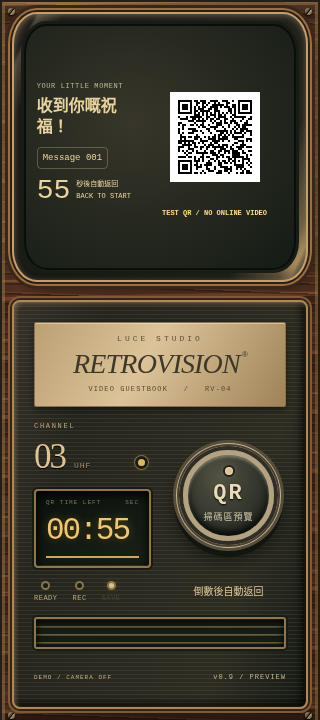 YOUR LITTLE MOMENT
收到你嘅祝
福！
Message 001
55 秒後自動返回
BACK TO START
TEST QR / NO ONLINE VIDEO
LUCE STUDIO
RETROVISION®
VIDEO GUESTBOOK / RV-04
CHANNEL
03 UHF
QR TIME LEFT SEC
00:55
QR
掃碼區預覽
READY REC SAVE
倒數後自動返回
DEMO / CAMERA OFF
v0.9 / PREVIEW